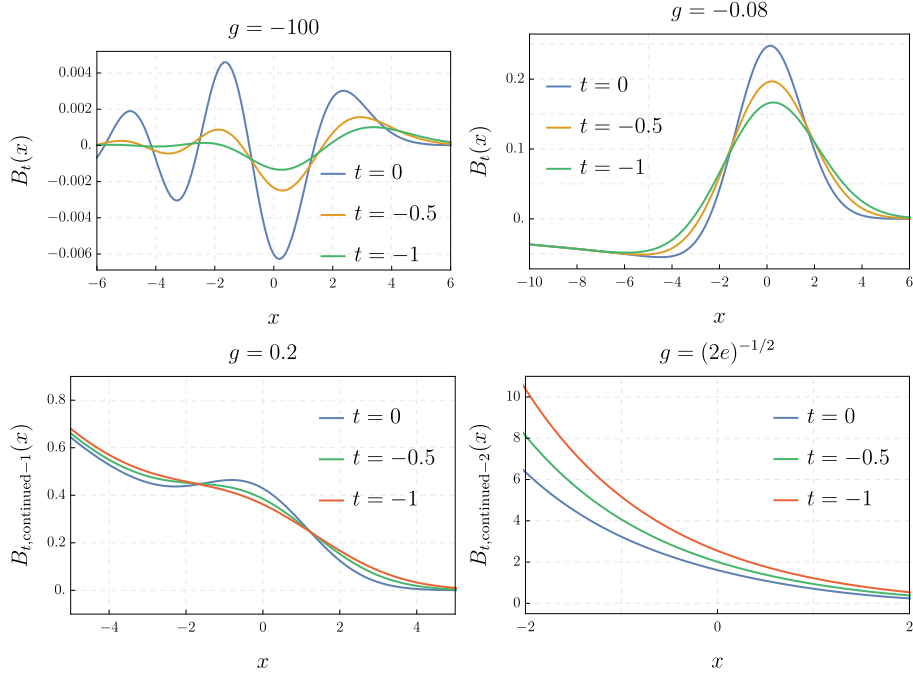 g = −100
B_t(x)
0.004
0.002
0.
−0.002
−0.004
−0.006
−6 −4 −2 0 2 4 6
x
t = 0
t = −0.5
t = −1
g = −0.08
B_t(x)
0.2
0.1
0.
−10 −8 −6 −4 −2 0 2 4 6
x
t = 0
t = −0.5
t = −1
g = 0.2
B_{t,continued−1}(x)
0.8
0.6
0.4
0.2
0.
−4 −2 0 2 4
x
t = 0
t = −0.5
t = −1
g = (2e)^{−1/2}
B_{t,continued−2}(x)
10
8
6
4
2
0
−2 −1 0 1 2
x
t = 0
t = −0.5
t = −1